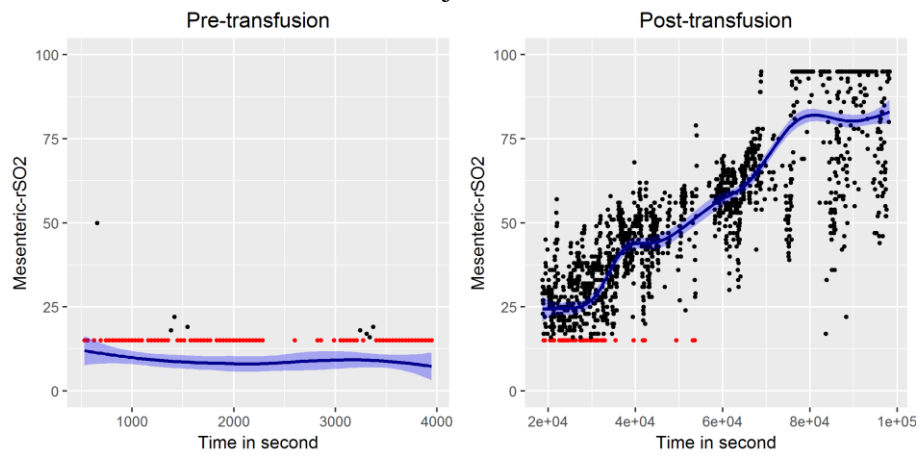 Pre-transfusion
Post-transfusion
Mesenteric-rSO2
100
75
50
25
0
1000
2000
3000
4000
Time in second
Mesenteric-rSO2
100
75
50
25
0
2e+04
4e+04
6e+04
8e+04
1e+05
Time in second